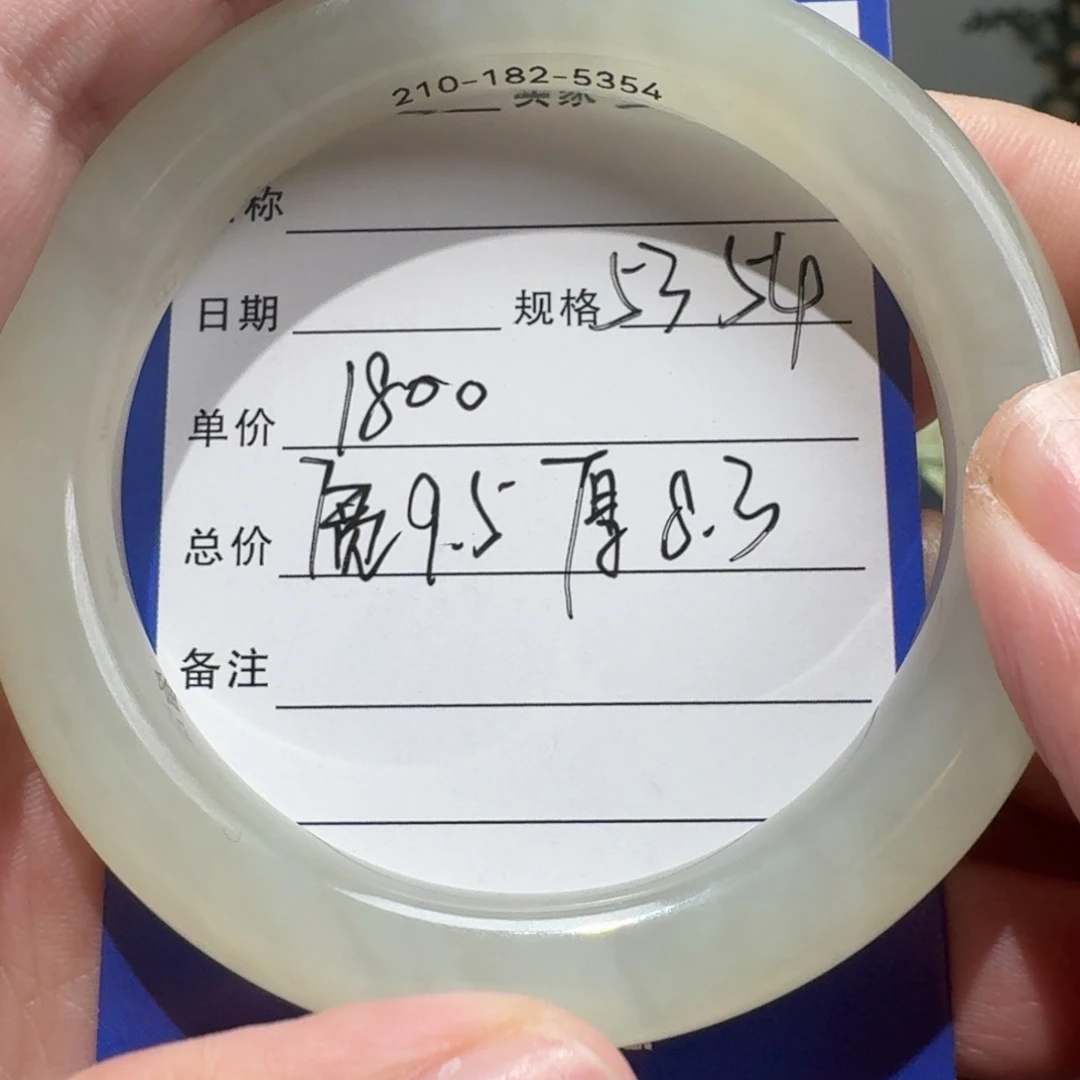 210-182-5354
称
日期 规格 53 54
单价 1800
总价 宽9.5 厚8.3
备注